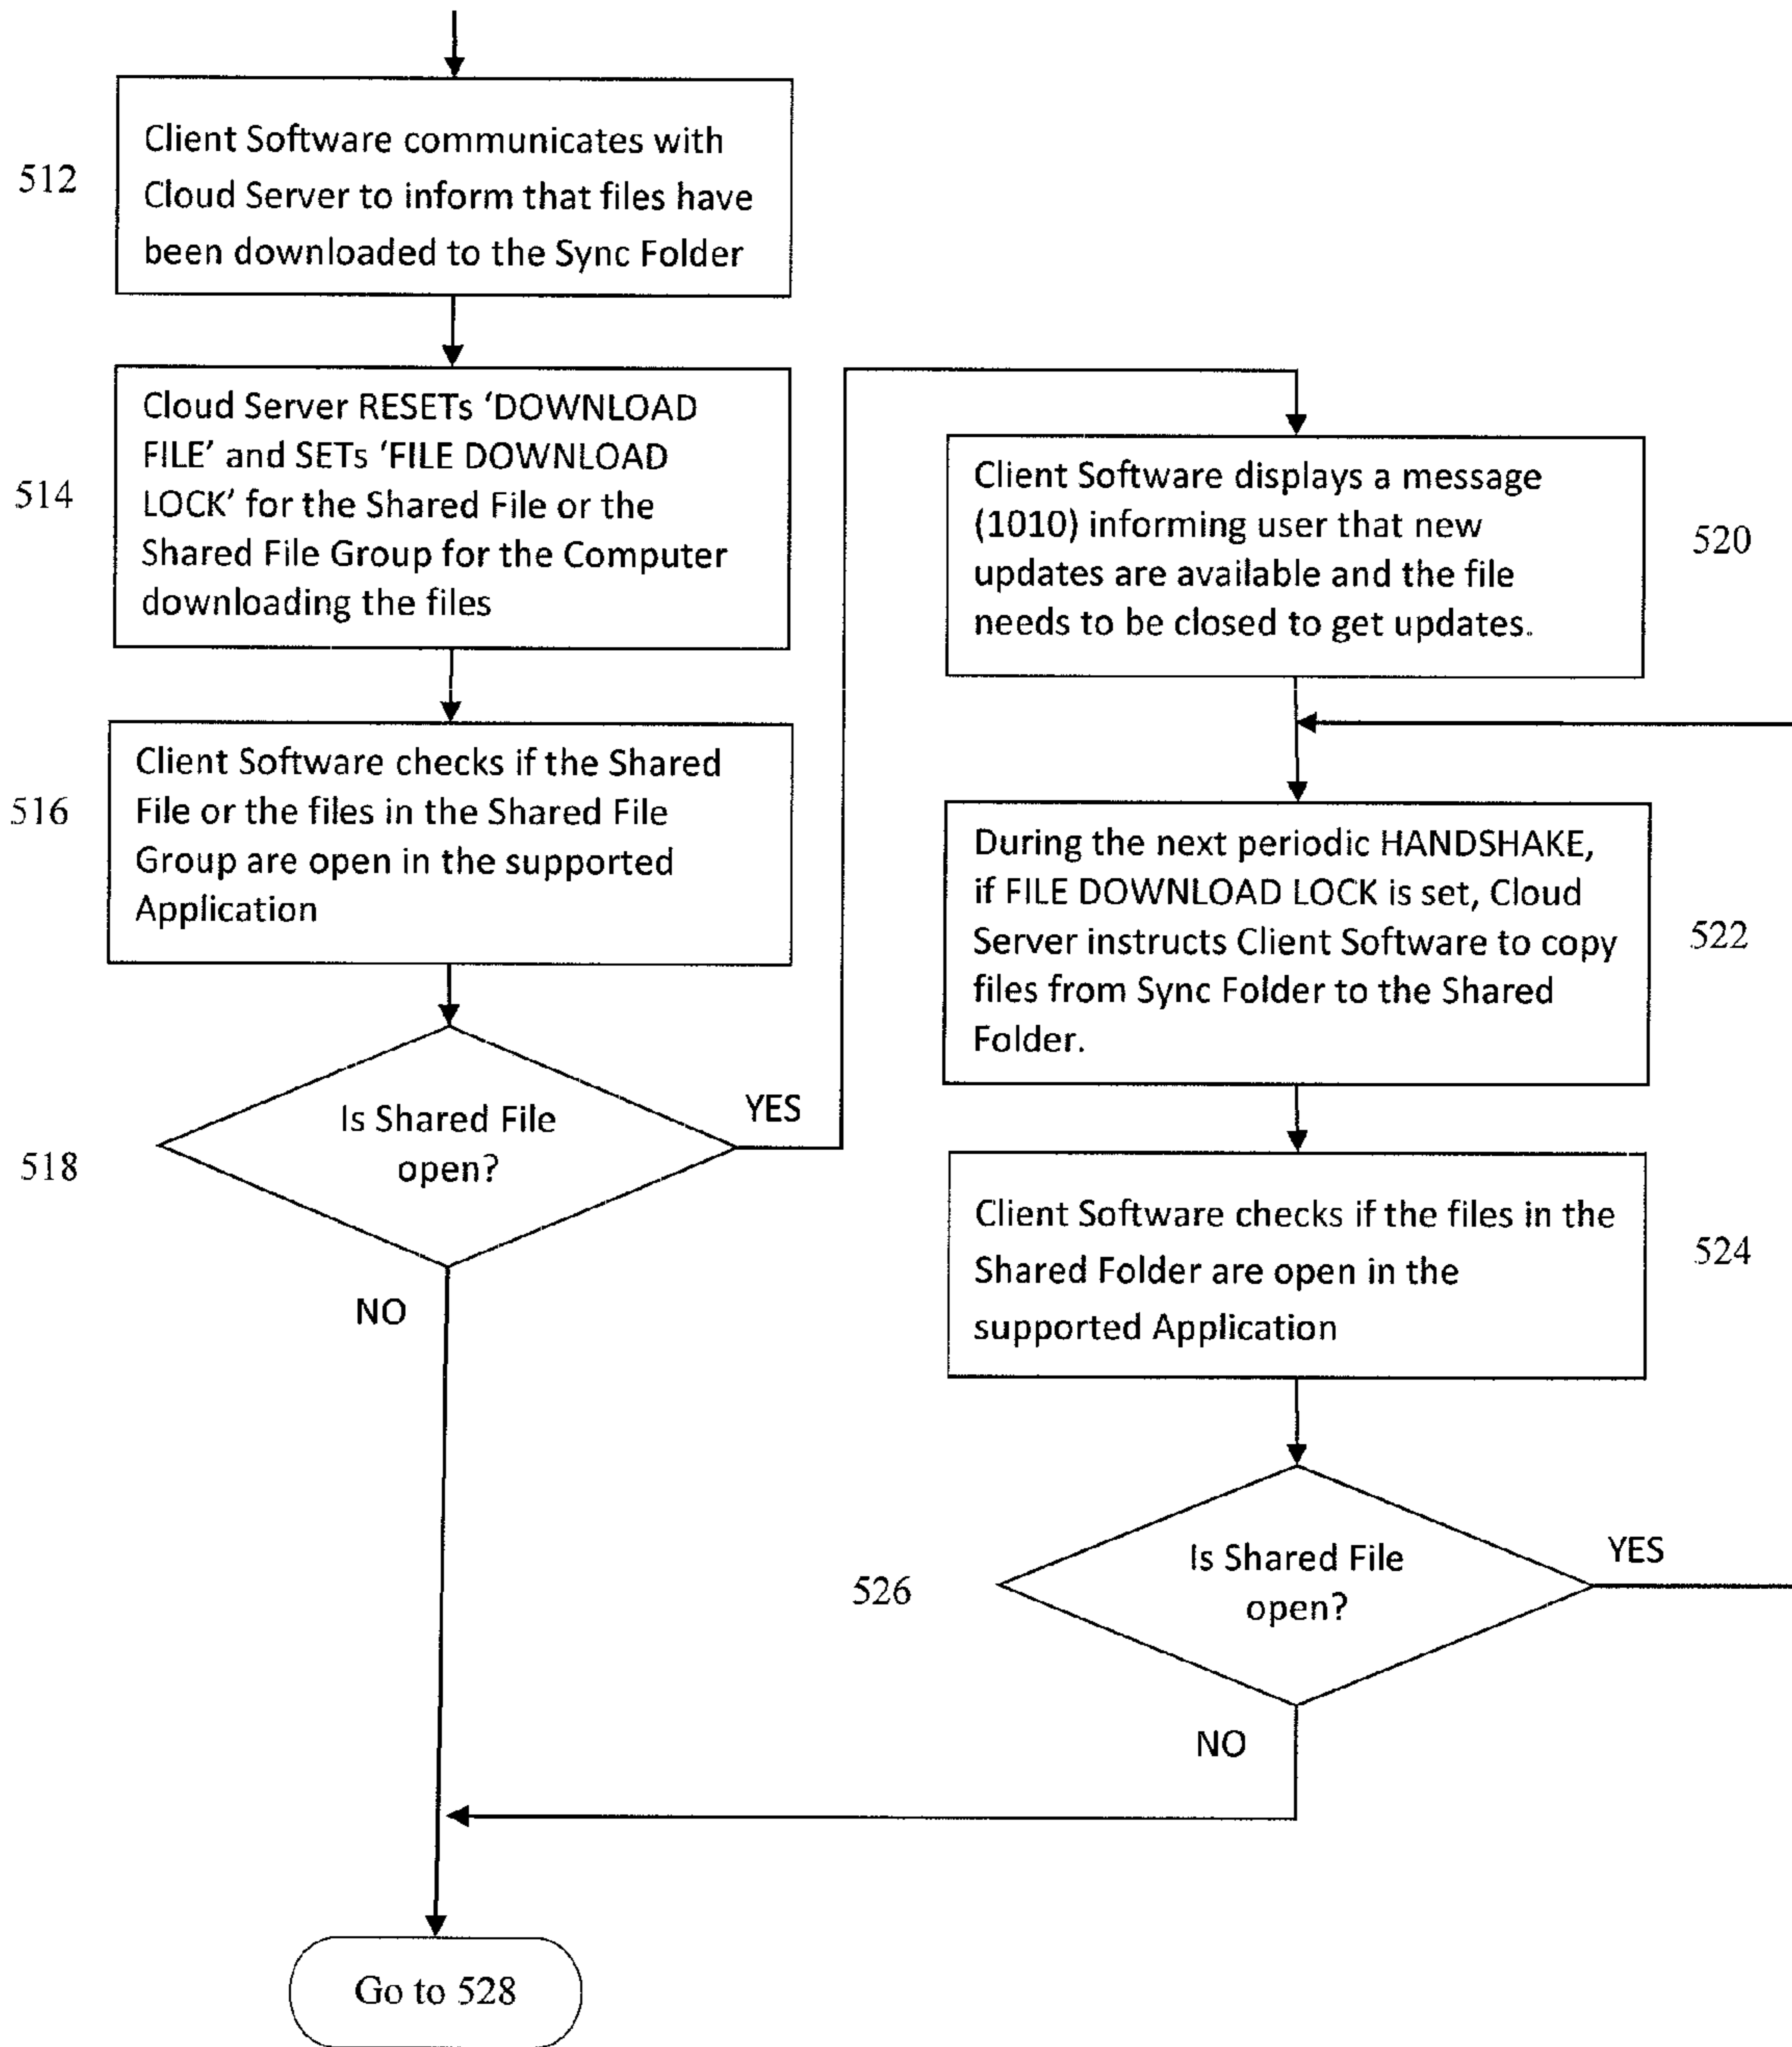 512
Client Software communicates with
Cloud Server to inform that files have
been downloaded to the Sync Folder
514
Cloud Server RESETs ‘DOWNLOAD
FILE’ and SETs ‘FILE DOWNLOAD
LOCK’ for the Shared File or the
Shared File Group for the Computer
downloading the files
516
Client Software checks if the Shared
File or the files in the Shared File
Group are open in the supported
Application
518
Is Shared File
open?
YES
NO
520
Client Software displays a message
(1010) informing user that new
updates are available and the file
needs to be closed to get updates.
522
During the next periodic HANDSHAKE,
if FILE DOWNLOAD LOCK is set, Cloud
Server instructs Client Software to copy
files from Sync Folder to the Shared
Folder.
524
Client Software checks if the files in the
Shared Folder are open in the
supported Application
526
Is Shared File
open?
YES
NO
Go to 528